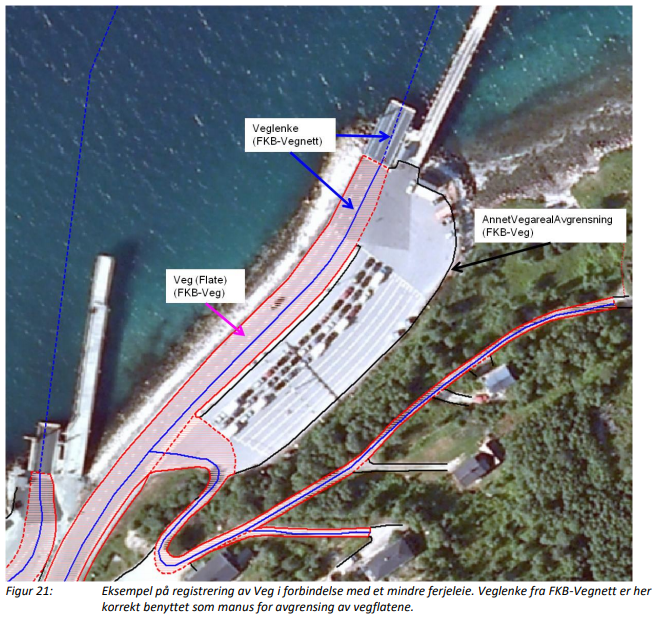 Veglenke
(FKB-Vegnett)
AnnetVegarealAvgrensning
(FKB-Veg)
Veg (Flate)
(FKB-Veg)
Figur 21: Eksempel på registrering av Veg i forbindelse med et mindre ferjeleie. Veglenke fra FKB-Vegnett er her
korrekt benyttet som manus for avgrensing av vegflatene.